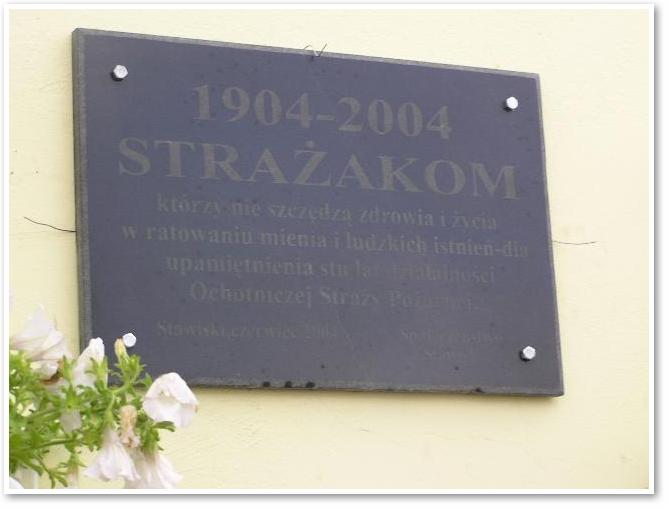 1904-2004
STRAŻAKOM
którzy nie szczędzą zdrowia i życia
w ratowaniu mienia i ludzkich istnień-dla
upamiętnienia stu lat działalności
Ochotniczej Straży Pożarnej.
Stawiski, czerwiec 2004 r.
Społeczeństwo